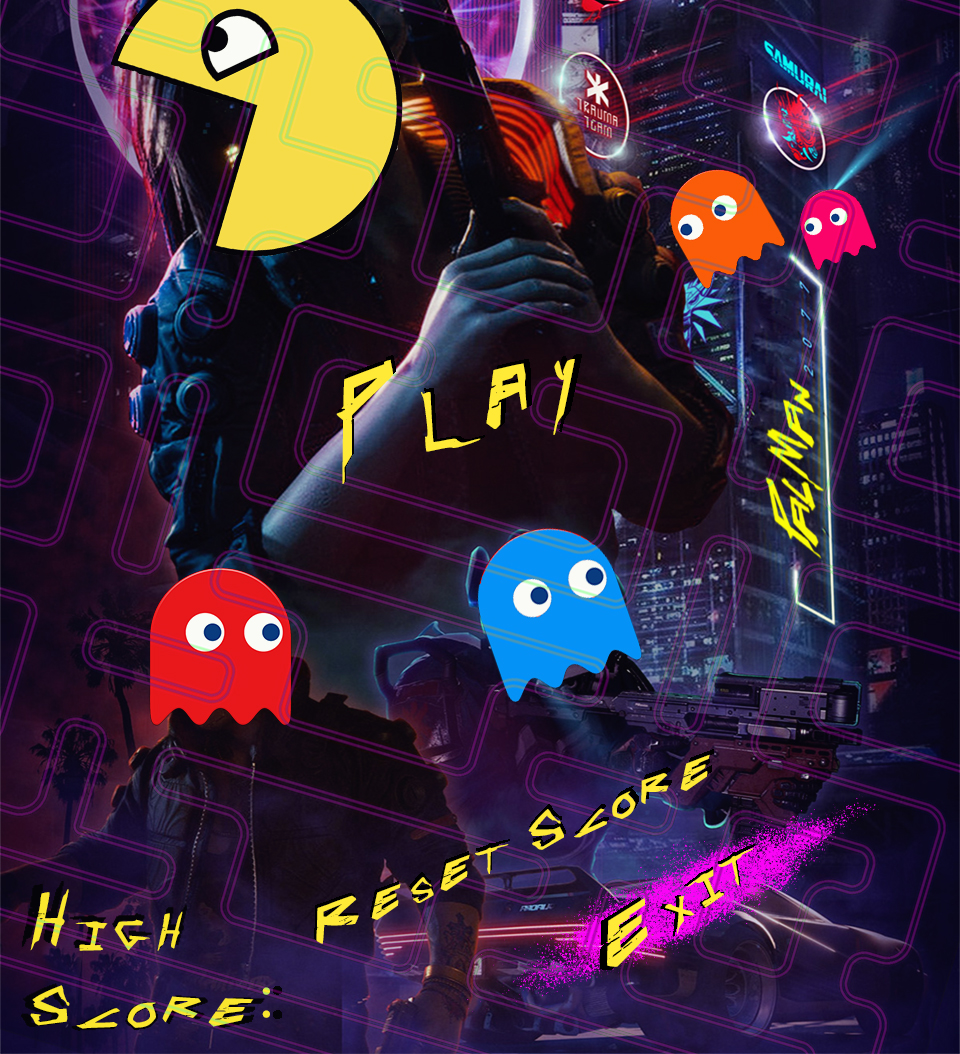 SAMURAI
TRAUMA
TEAM
2077
PACMAN
PLAY
RESET SCORE
EXIT
HIGH
SCORE: